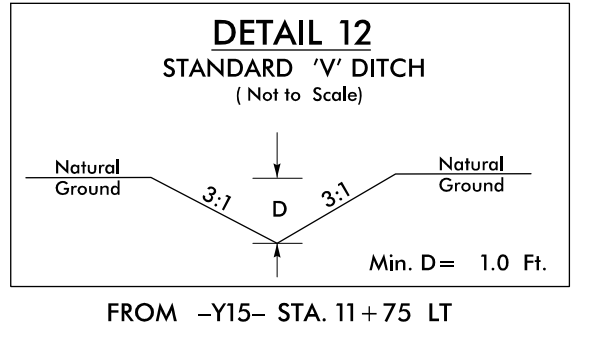 DETAIL 12
STANDARD 'V' DITCH
( Not to Scale)
Natural
Ground
3:1
D
3:1
Natural
Ground
Min. D= 1.0 Ft.
FROM -Y15- STA. 11+75 LT